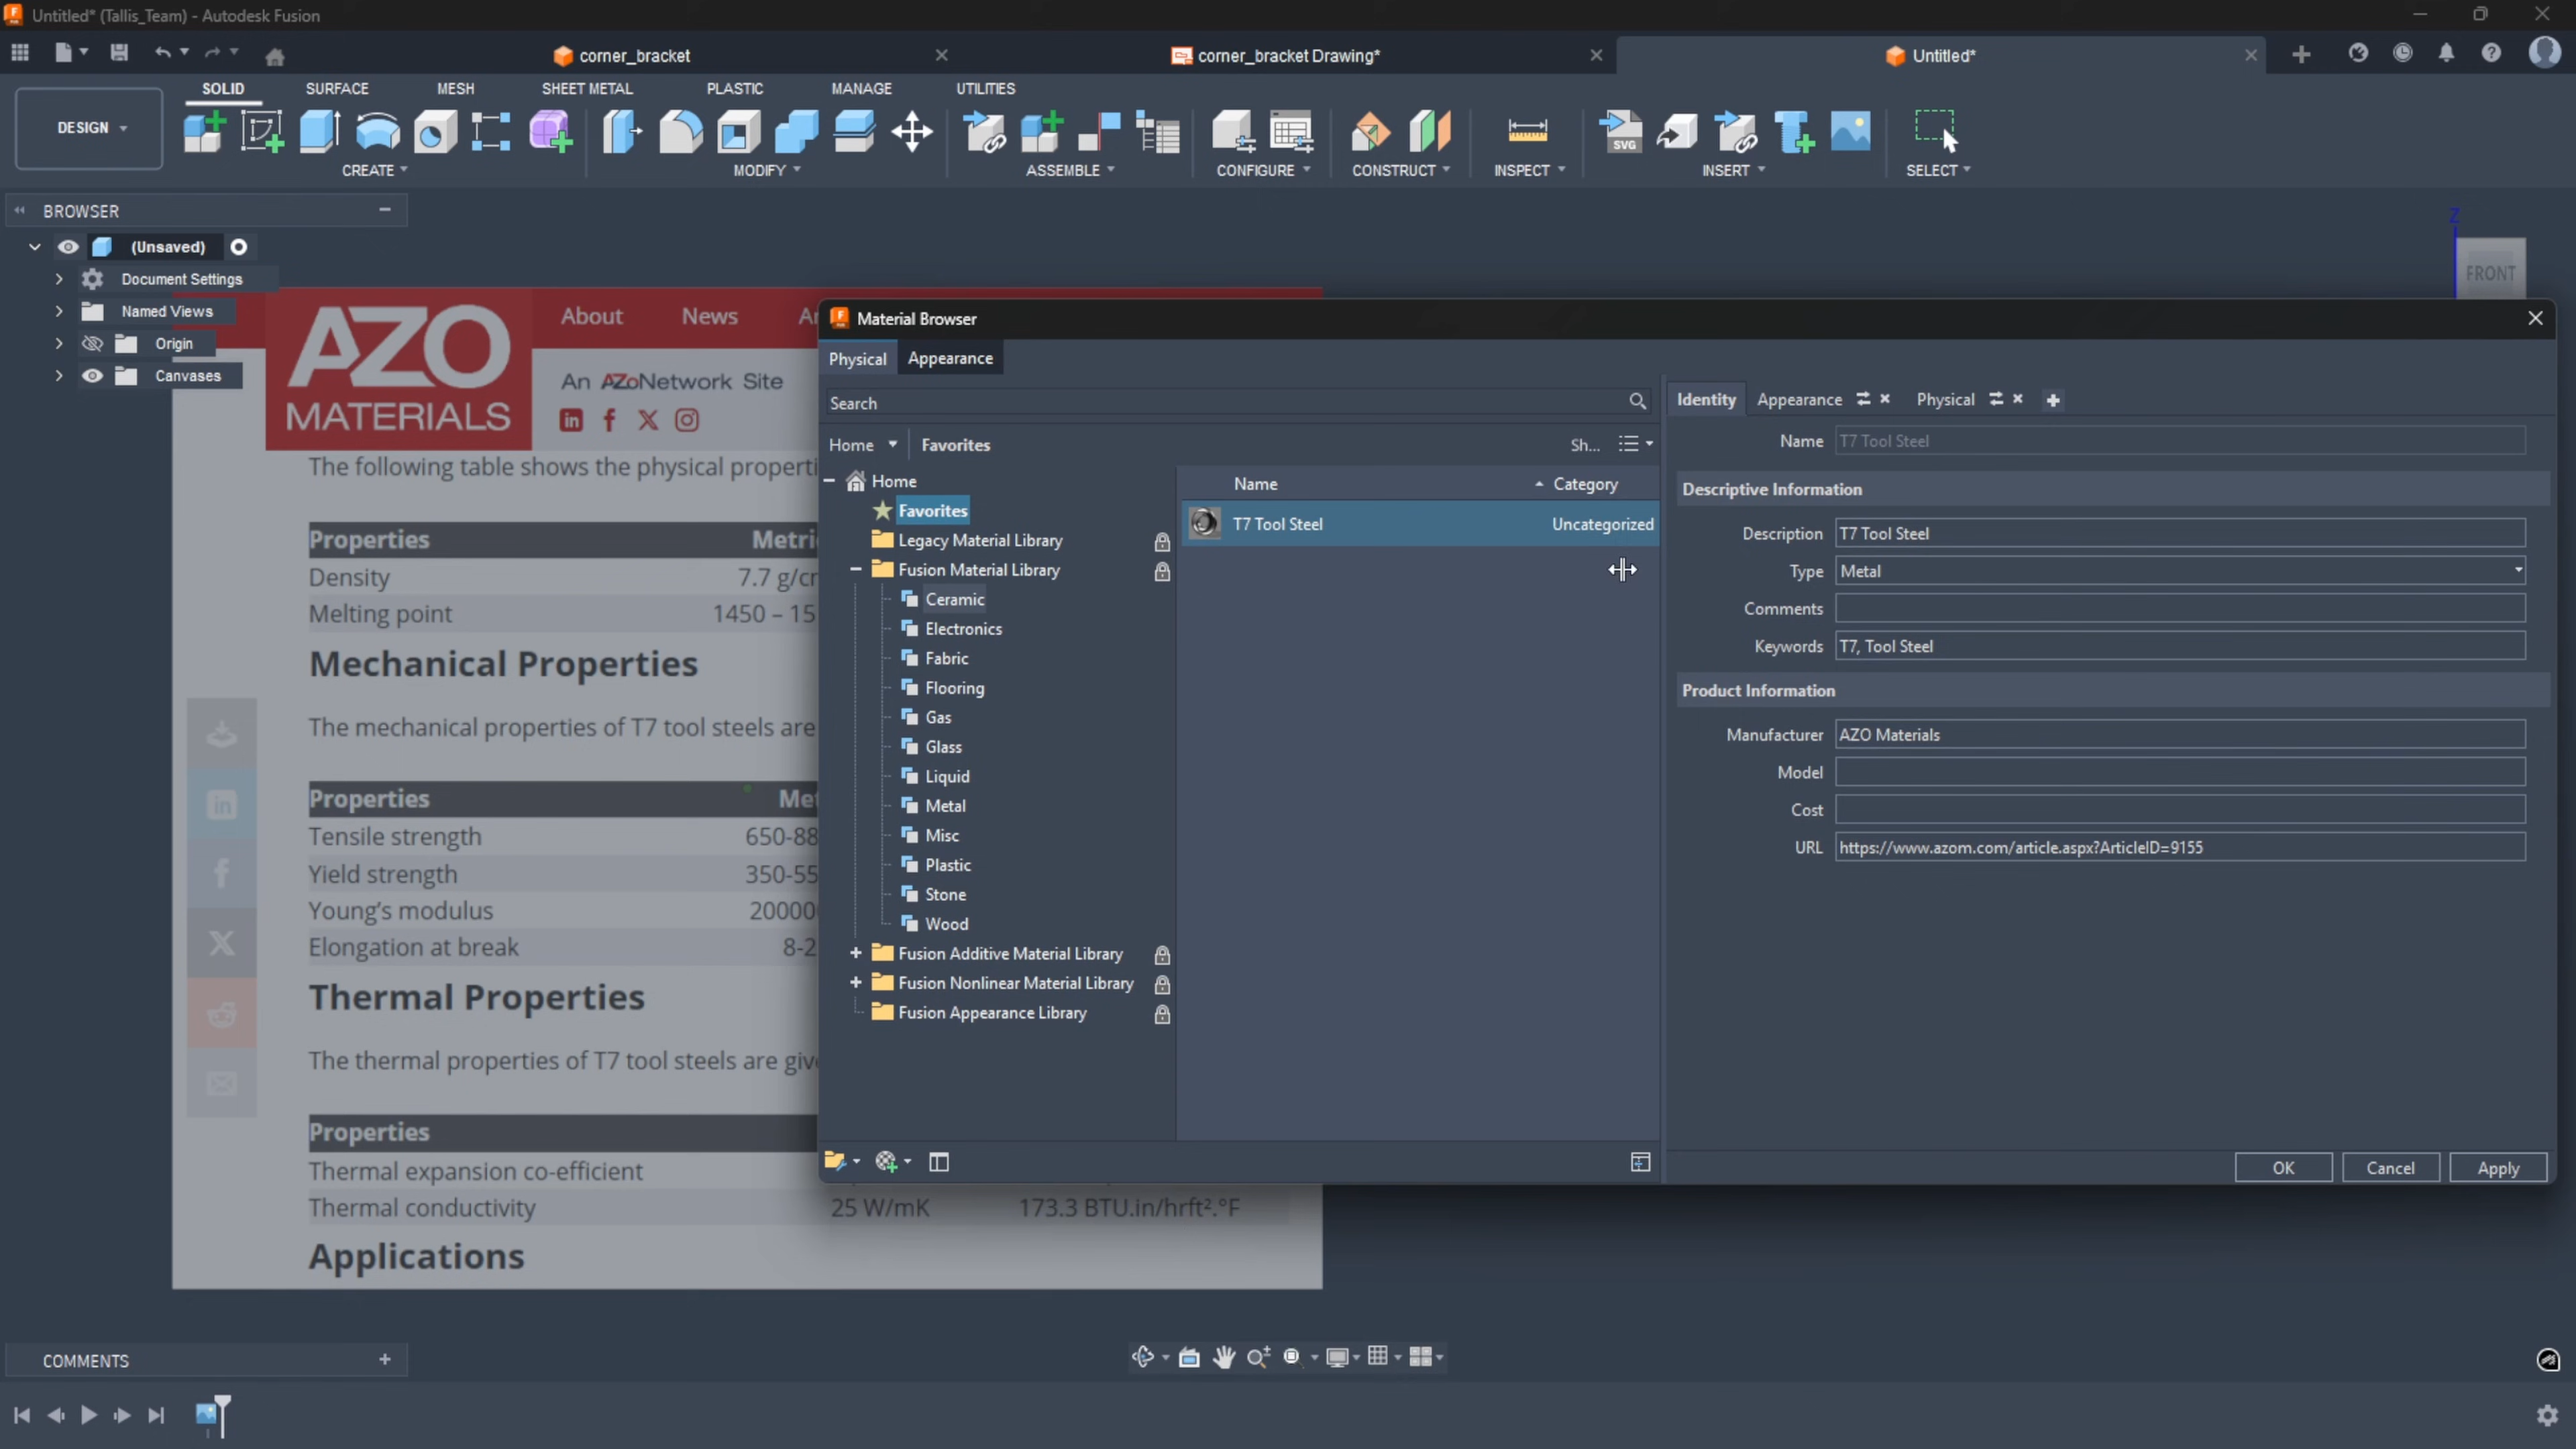 Untitled* (Tallis_Team) - Autodesk Fusion
corner_bracket
corner_bracket Drawing*
Untitled*
SOLID
SURFACE
MESH
SHEET METAL
PLASTIC
MANAGE
UTILITIES
DESIGN
CREATE
MODIFY
ASSEMBLE
CONFIGURE
CONSTRUCT
INSPECT
SVG
INSERT
SELECT
BROWSER
(Unsaved)
Document Settings
Named Views
Origin
Canvases
Z
FRONT
AZO
MATERIALS
About
News
An AZoNetwork Site
The following table shows the physical properti
Properties
Metri
Density
7.7 g/cr
Melting point
1450 – 15
Mechanical Properties
The mechanical properties of T7 tool steels are
Properties
Met
Tensile strength
650-88
Yield strength
350-55
Young's modulus
20000
Elongation at break
8-2
Thermal Properties
The thermal properties of T7 tool steels are giv
Properties
Thermal expansion co-efficient
Thermal conductivity
25 W/mK
173.3 BTU.in/hrft².°F
Applications
Material Browser
Physical
Appearance
Search
Home
Favorites
Sh...
Home
Favorites
Legacy Material Library
Fusion Material Library
Ceramic
Electronics
Fabric
Flooring
Gas
Glass
Liquid
Metal
Misc
Plastic
Stone
Wood
Fusion Additive Material Library
Fusion Nonlinear Material Library
Fusion Appearance Library
Name
Category
T7 Tool Steel
Uncategorized
Identity
Appearance
Physical
Name
T7 Tool Steel
Descriptive Information
Description
T7 Tool Steel
Type
Metal
Comments
Keywords
T7, Tool Steel
Product Information
Manufacturer
AZO Materials
Model
Cost
URL
https://www.azom.com/article.aspx?ArticleID=9155
OK
Cancel
Apply
COMMENTS